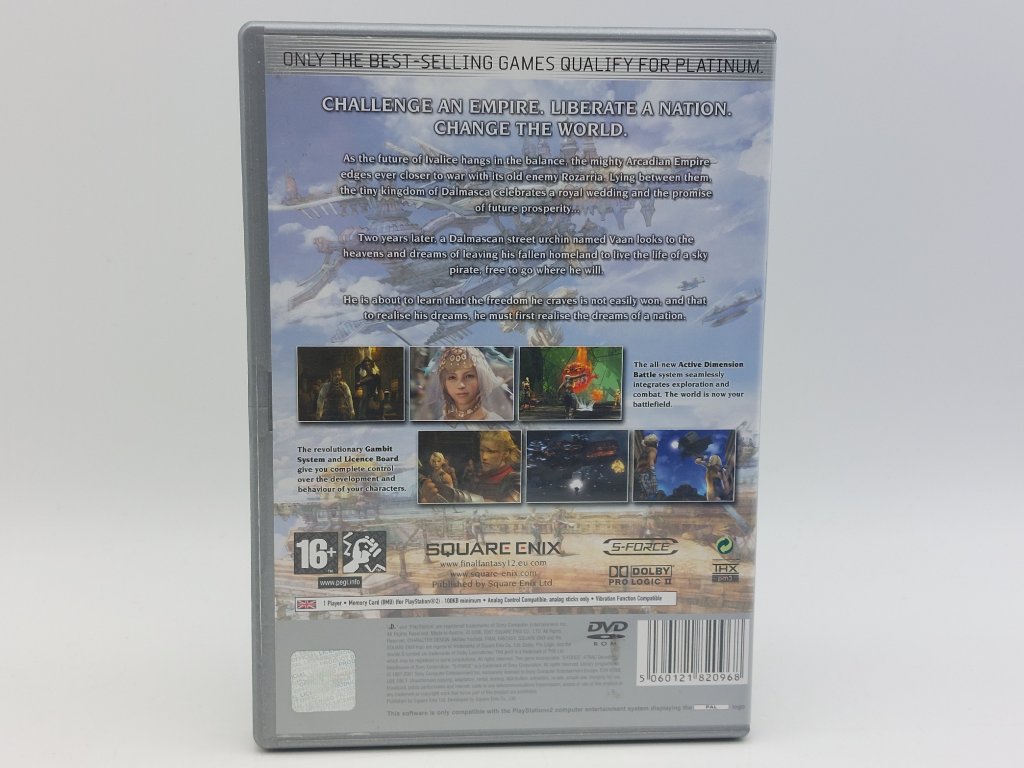 ONLY THE BEST-SELLING GAMES QUALIFY FOR PLATINUM.
CHALLENGE AN EMPIRE. LIBERATE A NATION.
CHANGE THE WORLD.
As the future of Ivalice hangs in the balance, the mighty Arcadian Empire
edges ever closer to war with its old enemy Rozarria. Lying between them,
the tiny kingdom of Dalmasca celebrates a royal wedding and the promise
of future prosperity...
Two years later, a Dalmascan street urchin named Vaan looks to the
heavens and dreams of leaving his fallen homeland to live the life of a sky
pirate, free to go where he will.
He is about to learn that the freedom he craves is not easily won, and that
to realise his dreams, he must first realise the dreams of a nation.
The all-new Active Dimension
Battle system seamlessly
integrates exploration and
combat. The world is now your
battlefield.
The revolutionary Gambit
System and Licence Board
give you complete control
over the development and
behaviour of your characters.
16+
www.pegi.info
SQUARE ENIX
www.finalfantasy12.eu.com
www.square-enix.com
Published by Square Enix Ltd
S-FORCE
DOLBY
PRO LOGIC II
THX
pm3
1 Player • Memory Card (8MB) (for PlayStation®2) : 100KB minimum • Analog Control Compatible: analog sticks only • Vibration Function Compatible
DVD
ROM
5 060121 820968
This software is only compatible with the PlayStation2 computer entertainment system displaying the PAL logo